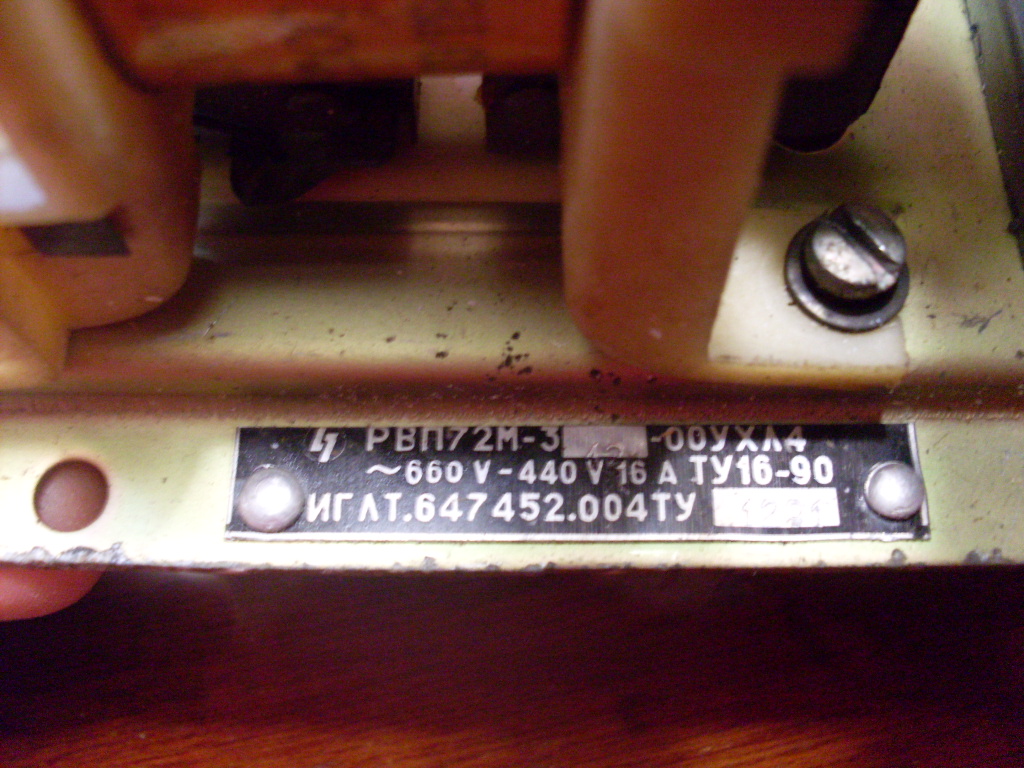 РВП72М-3 -00УХЛ4
~660 V - 440 V 16 А ТУ16-90
ИГЛТ.647452.004ТУ